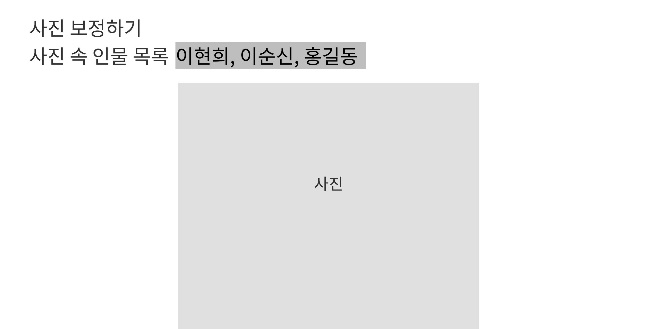 사진 보정하기
사진 속 인물 목록 이현희, 이순신, 홍길동
사진